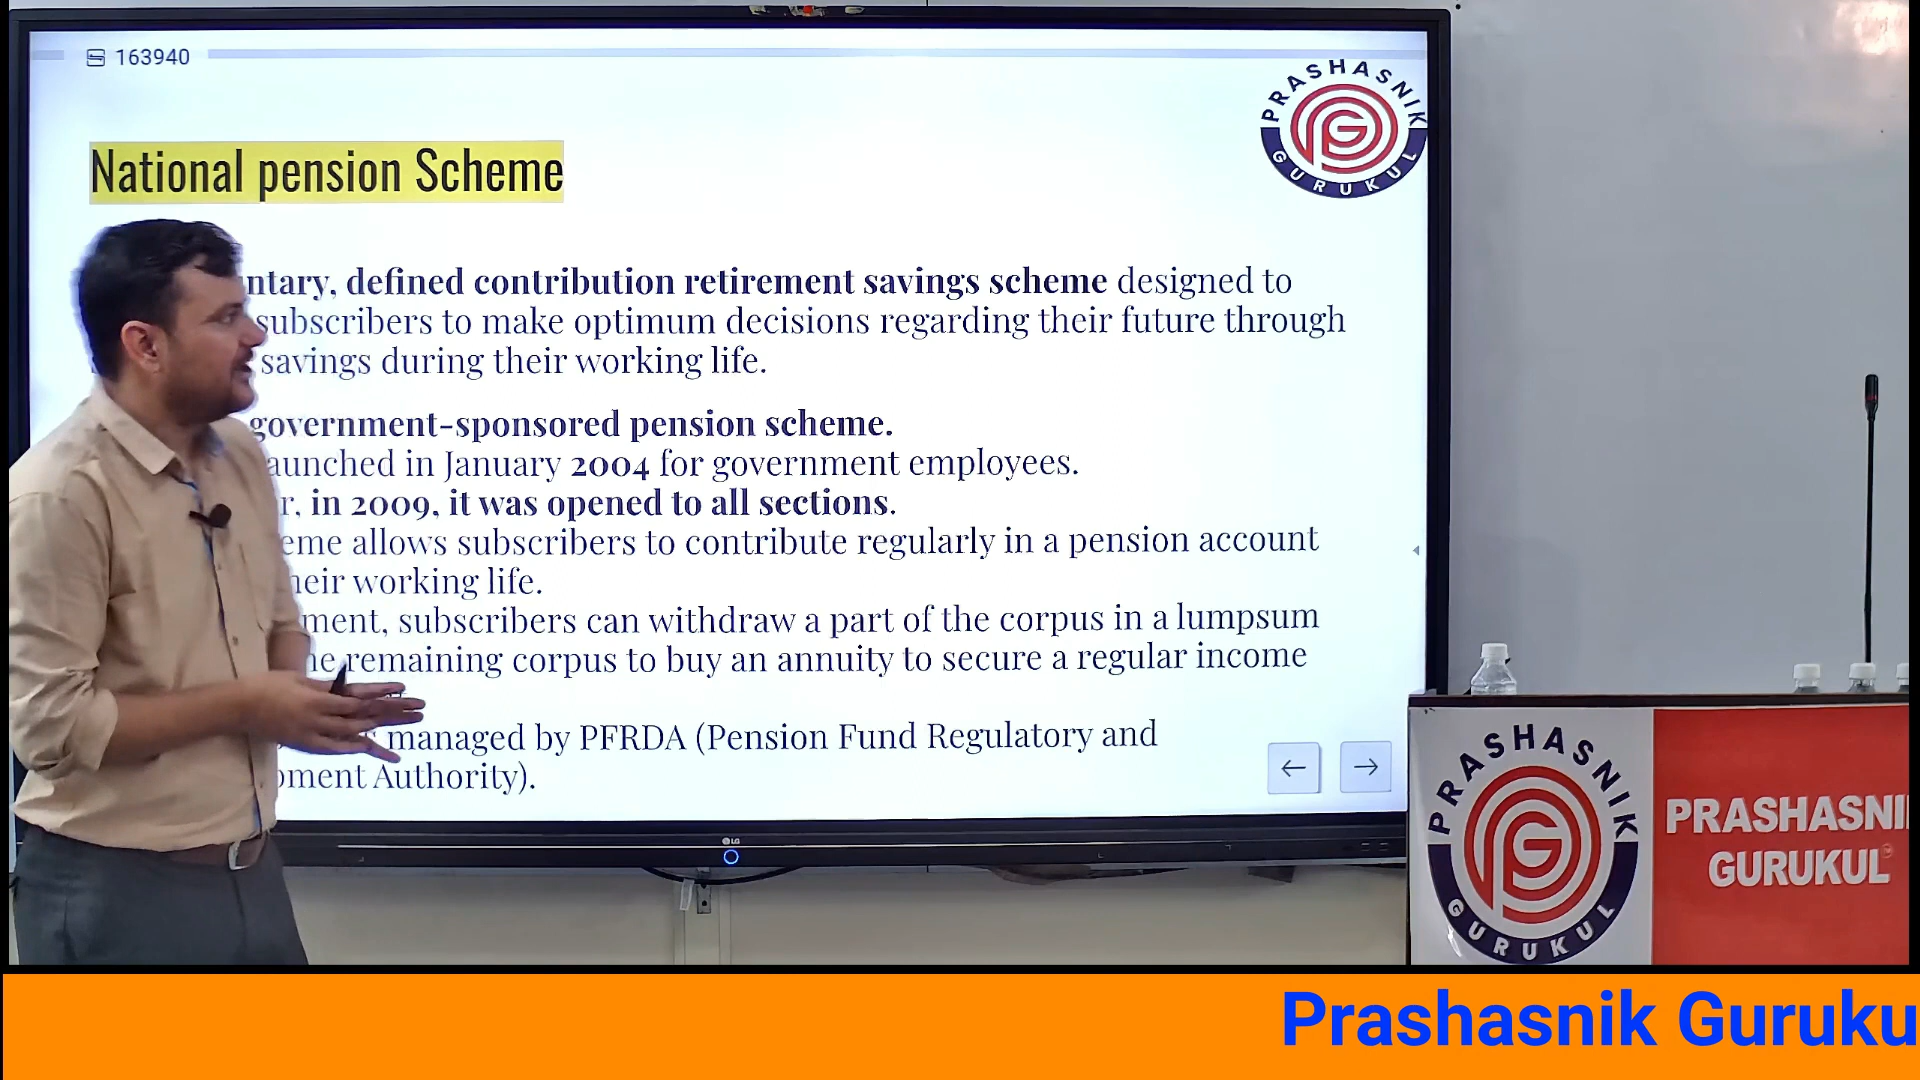 163940
PRASHASNIK
GURUKUL
National pension Scheme
ntary, defined contribution retirement savings scheme designed to
subscribers to make optimum decisions regarding their future through
savings during their working life.
government-sponsored pension scheme.
aunched in January 2004 for government employees.
r, in 2009, it was opened to all sections.
eme allows subscribers to contribute regularly in a pension account
heir working life.
ment, subscribers can withdraw a part of the corpus in a lumpsum
he remaining corpus to buy an annuity to secure a regular income
managed by PFRDA (Pension Fund Regulatory and
pment Authority).
LG
PRASHASNIK
GURUKUL
PRASHASNI
GURUKUL
Prashasnik Guruku